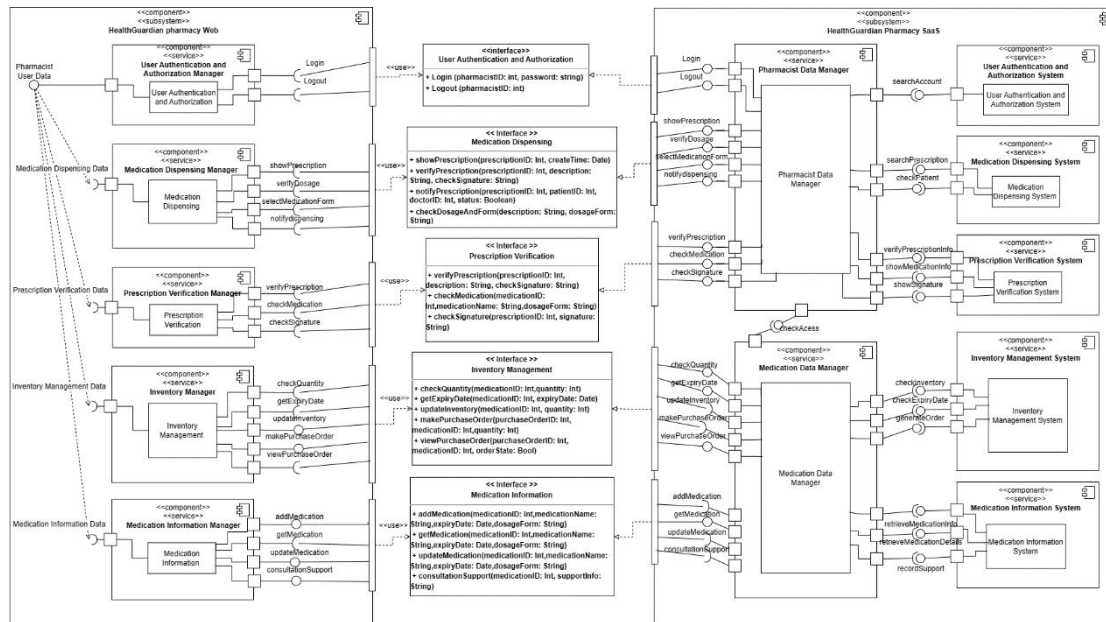 <<component>>
<<subsystem>>
HealthGuardian pharmacy Web
Pharmacist
User Data
<<component>>
<<service>>
User Authentication and
Authorization Manager
User Authentication
and Authorization
Login
Logout
Medication Dispensing Data
<<component>>
<<service>>
Medication Dispensing Manager
Medication
Dispensing
showPrescription
verifyDosage
selectMedicationForm
notifydispensing
Prescription Verification Data
<<component>>
<<service>>
Prescription Verification Manager
Prescription
Verification
verifyPrescription
checkMedication
checkSignature
Inventory Management Data
<<component>>
<<service>>
Inventory Manager
Inventory
Management
checkQuantity
getExpiryDate
updateInventory
makePurchaseOrder
viewPurchaseOrder
Medication Information Data
<<component>>
<<service>>
Medication Information Manager
Medication
Information
addMedication
getMedication
updateMedication
consultationSupport
<<use>>
<<interface>>
User Authentication and Authorization
+ Login (pharmacistID: int, password: string)
+ Logout (pharmacistID: int)
<<use>>
<< Interface >>
Medication Dispensing
+ showPrescription(prescriptionID: Int, createTime: Date)
+ verifyPrescription(prescriptionID: Int, description:
String, checkSignature: String)
+ notifyPrescription(prescriptionID: Int, patientID: Int,
doctorID: Int, status: Boolean)
+ checkDosageAndForm(description: String, dosageForm:
String)
<<use>>
<< Interface >>
Prescription Verification
+ verifyPrescription(prescriptionID: Int,
description: String, checkSignature: String)
+ checkMedication(medicationID:
Int,medicationName: String,dosageForm: String)
+ checkSignature(prescriptionID: Int, signature:
String)
<<use>>
<< Interface >>
Inventory Management
+ checkQuantity(medicationID: Int,quantity: Int)
+ getExpiryDate(medicationID: Int, expiryDate: Date)
+ updateInventory(medicationID: Int, quantity: Int)
+ makePurchaseOrder(purchaseOrderID: Int,
medicationID: Int,quantity: Int)
+ viewPurchaseOrder(purchaseOrderID: Int,
medicationID: Int, orderState: Bool)
<<use>>
<< Interface >>
Medication Information
+ addMedication(medicationID: Int,medicationName:
String,expiryDate: Date,dosageForm: String)
+ getMedication(medicationID: Int,medicationName:
String,expiryDate: Date,dosageForm: String)
+ updateMedication(medicationID: Int,medicationName:
String,expiryDate: Date,dosageForm: String)
+ consultationSupport(medicationID: Int, supportInfo:
String)
<<component>>
<<subsystem>>
HealthGuardian Pharmacy SaaS
Login
Logout
showPrescription
verifyDosage
selectMedicationForm
notifydispensing
verifyPrescription
checkMedication
checkSignature
<<component>>
<<service>>
Pharmacist Data Manager
Pharmacist Data
Manager
checkAcess
checkQuantity
getExpiryDate
updateInventory
makePurchaseOrder
viewPurchaseOrder
addMedication
getMedication
updateMedication
consultationSupport
<<component>>
<<service>>
Medication Data Manager
Medication Data
Manager
searchAccount
<<component>>
<<service>>
User Authentication and
Authorization System
User Authentication
and Authorization
System
searchPrescription
checkPatient
<<component>>
<<service>>
Medication Dispensing System
Medication
Dispensing System
verifyPrescriptionInfo
showMedicationInfo
showSignature
<<component>>
<<service>>
Prescription Verification System
Prescription
Verification System
checkInventory
checkExpiryDate
generateOrder
<<component>>
<<service>>
Inventory Management System
Inventory
Management System
retrieveMedicationInfo
retrieveMedicationDetails
recordSupport
<<component>>
<<service>>
Medication Information System
Medication Information
System